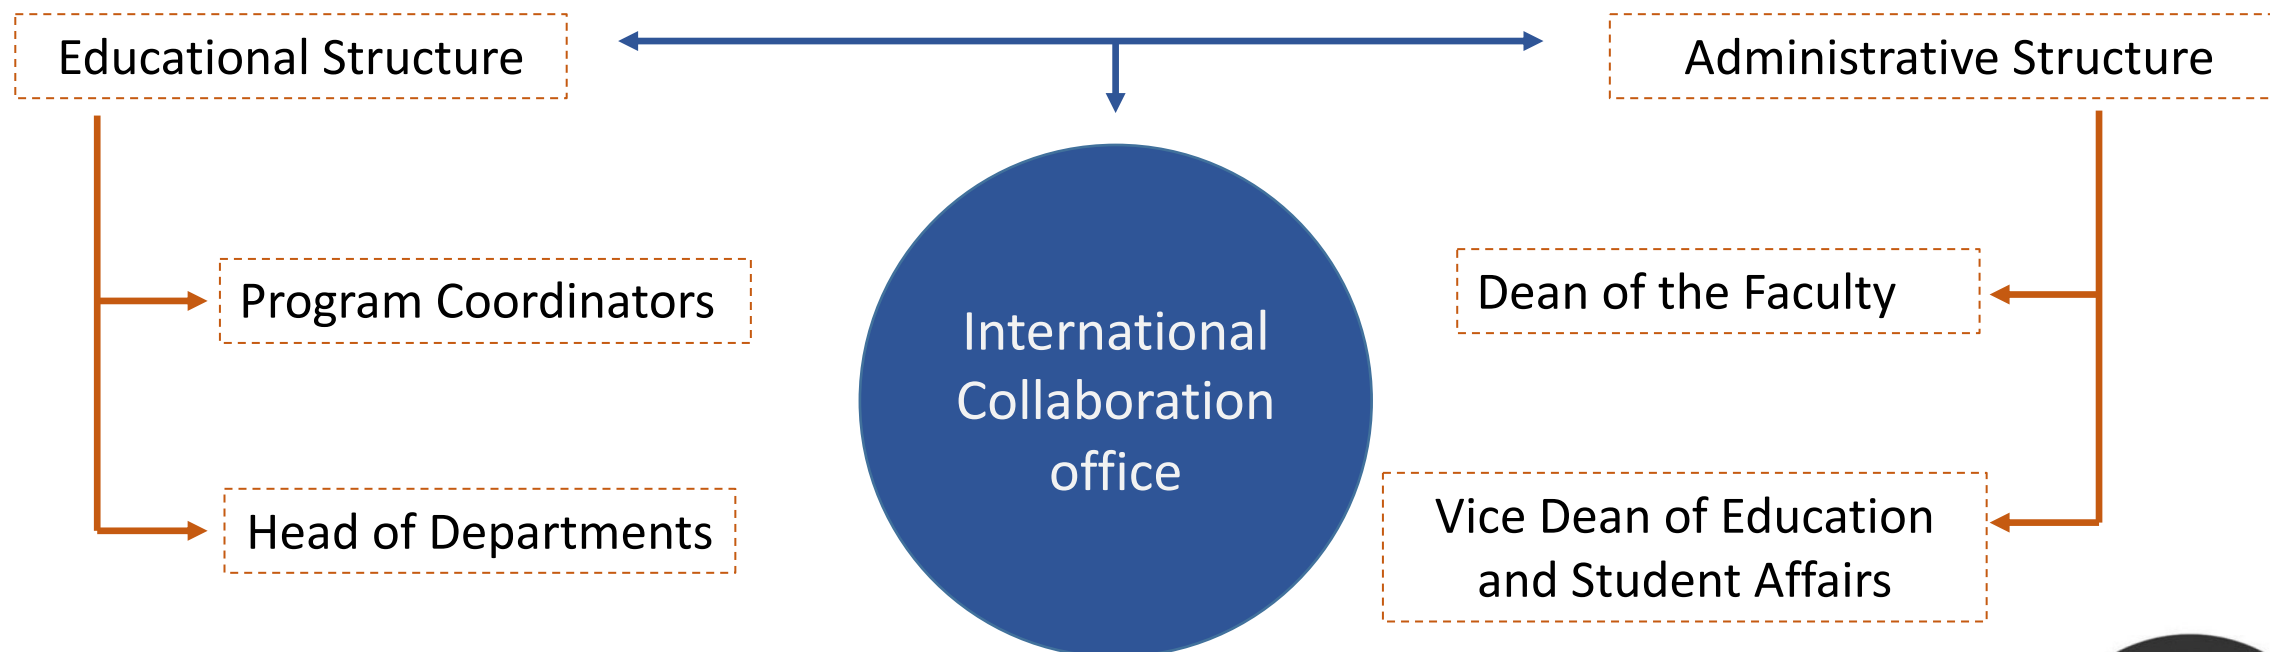 Educational Structure
Administrative Structure
Program Coordinators
Dean of the Faculty
International
Collaboration
office
Head of Departments
Vice Dean of Education
and Student Affairs